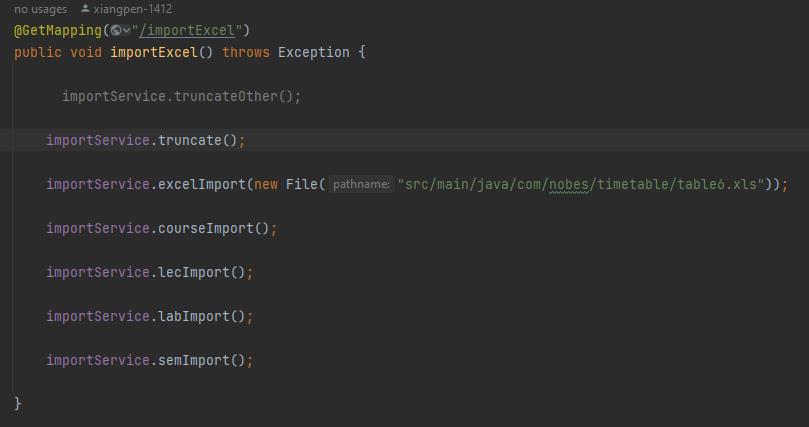 no usages xiangpen-1412
@GetMapping("/importExcel")
public void importExcel() throws Exception {
importService.truncateOther();
importService.truncate();
importService.excelImport(new File( pathname: "src/main/java/com/nobes/timetable/table6.xls"));
importService.courseImport();
importService.lecImport();
importService.labImport();
importService.semImport();
}